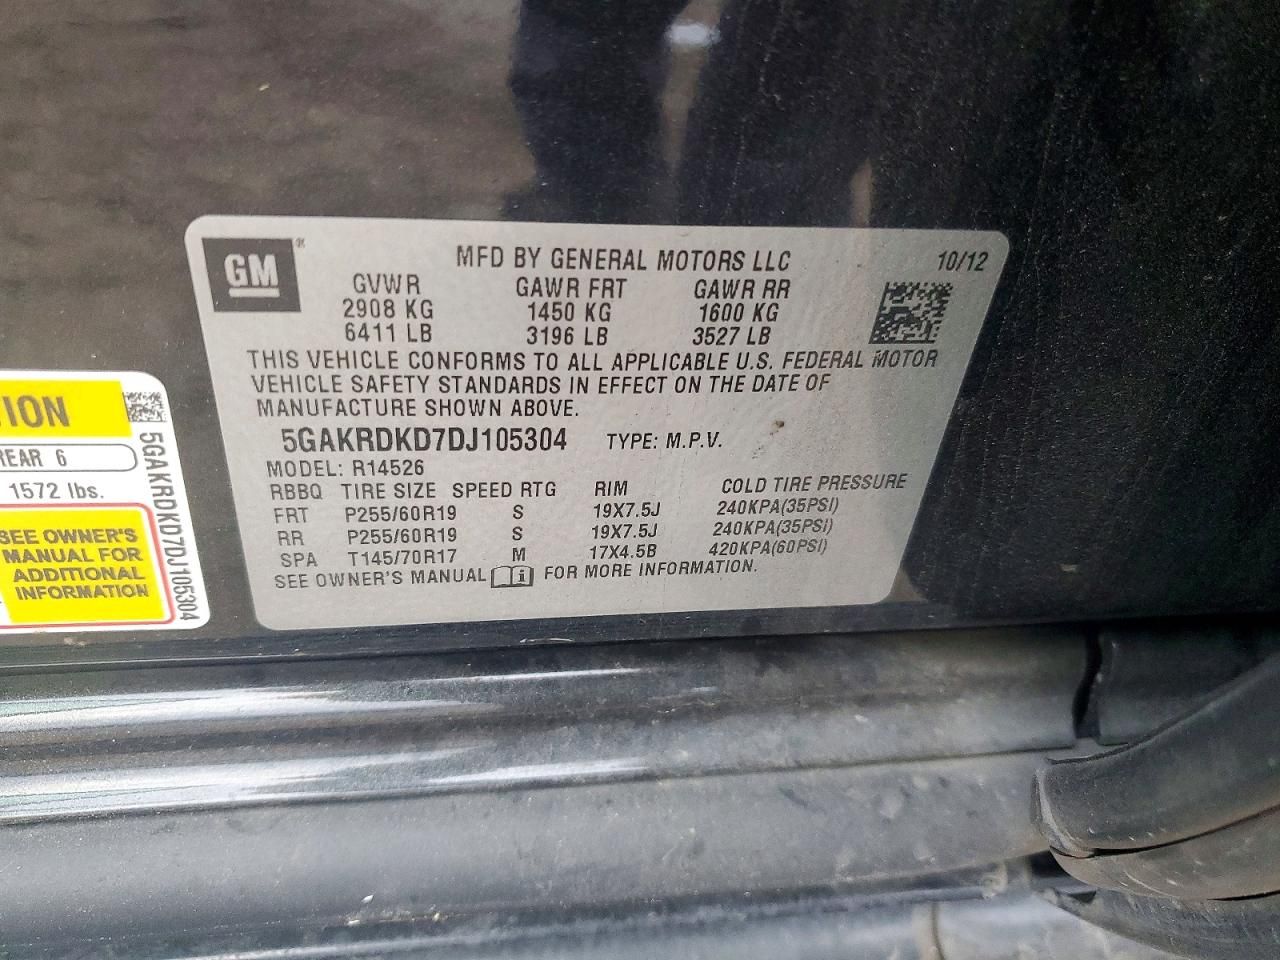 GM®
MFD BY GENERAL MOTORS LLC 10/12
GVWR GAWR FRT GAWR RR
2908 KG 1450 KG 1600 KG
6411 LB 3196 LB 3527 LB
THIS VEHICLE CONFORMS TO ALL APPLICABLE U.S. FEDERAL MOTOR
VEHICLE SAFETY STANDARDS IN EFFECT ON THE DATE OF
MANUFACTURE SHOWN ABOVE.
5GAKRDKD7DJ105304 TYPE: M.P.V.
MODEL: R14526
RBBQ TIRE SIZE SPEED RTG RIM COLD TIRE PRESSURE
FRT P255/60R19 S 19X7.5J 240KPA(35PSI)
RR P255/60R19 S 19X7.5J 240KPA(35PSI)
SPA T145/70R17 M 17X4.5B 420KPA(60PSI)
SEE OWNER'S MANUAL FOR MORE INFORMATION.
TION
REAR 6
1572 lbs.
SEE OWNER'S
MANUAL FOR
ADDITIONAL
INFORMATION
5GAKRDKD7DJ105304